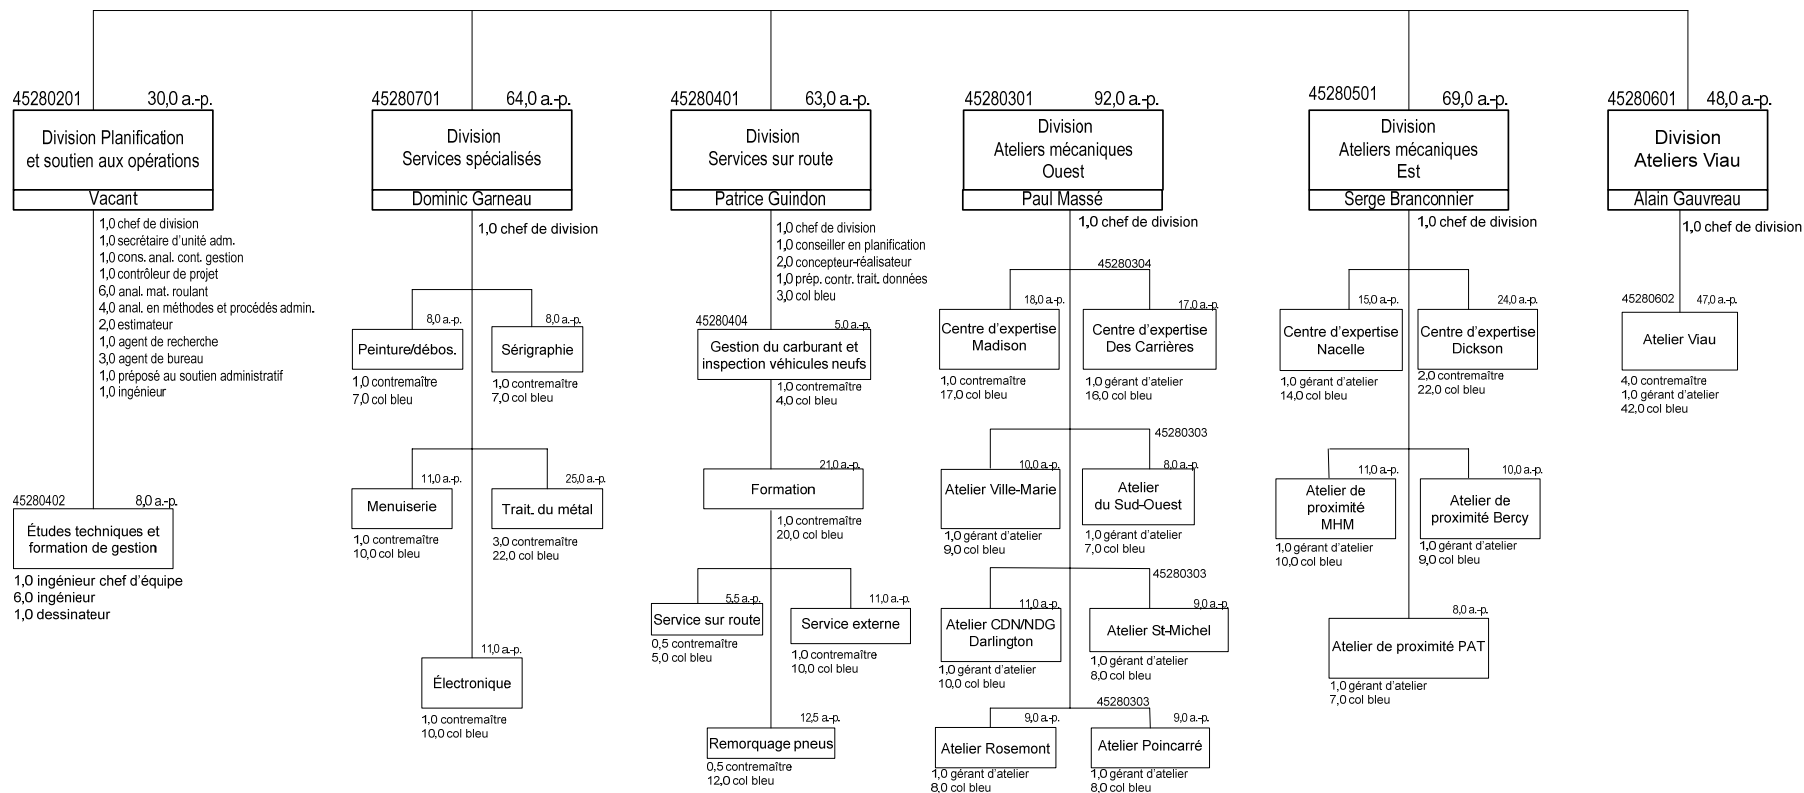 45280201 30,0 a.-p.
Division Planification
et soutien aux opérations
Vacant
1,0 chef de division
1,0 secrétaire d'unité adm.
1,0 cons. anal. cont. gestion
1,0 contrôleur de projet
6,0 anal. mat. roulant
4,0 anal. en méthodes et procédés admin.
2,0 estimateur
1,0 agent de recherche
3,0 agent de bureau
1,0 préposé au soutien administratif
1,0 ingénieur
45280402 8,0 a.-p.
Études techniques et
formation de gestion
1,0 ingénieur chef d'équipe
6,0 ingénieur
1,0 dessinateur
45280701 64,0 a.-p.
Division
Services spécialisés
Dominic Garneau
1,0 chef de division
8,0 a.-p.
Peinture/débos.
1,0 contremaître
7,0 col bleu
8,0 a.-p.
Sérigraphie
1,0 contremaître
7,0 col bleu
11,0 a.-p.
Menuiserie
1,0 contremaître
10,0 col bleu
25,0 a.-p.
Trait. du métal
3,0 contremaître
22,0 col bleu
11,0 a.-p.
Électronique
1,0 contremaître
10,0 col bleu
45280401 63,0 a.-p.
Division
Services sur route
Patrice Guindon
1,0 chef de division
1,0 conseiller en planification
2,0 concepteur-réalisateur
1,0 prép. contr. trait. données
3,0 col bleu
45280404 5,0 a.-p.
Gestion du carburant et
inspection véhicules neufs
1,0 contremaître
4,0 col bleu
21,0 a.-p.
Formation
1,0 contremaître
20,0 col bleu
5,5 a.-p.
Service sur route
0,5 contremaître
5,0 col bleu
11,0 a.-p.
Service externe
1,0 contremaître
10,0 col bleu
12,5 a.-p.
Remorquage pneus
0,5 contremaître
12,0 col bleu
45280301 92,0 a.-p.
Division
Ateliers mécaniques
Ouest
Paul Massé
1,0 chef de division
45280304
18,0 a.-p.
Centre d'expertise
Madison
1,0 contremaître
17,0 col bleu
17,0 a.-p.
Centre d'expertise
Des Carrières
1,0 gérant d'atelier
16,0 col bleu
45280303
10,0 a.-p.
Atelier Ville-Marie
1,0 gérant d'atelier
9,0 col bleu
8,0 a.-p.
Atelier
du Sud-Ouest
1,0 gérant d'atelier
7,0 col bleu
45280303
11,0 a.-p.
Atelier CDN/NDG
Darlington
1,0 gérant d'atelier
10,0 col bleu
9,0 a.-p.
Atelier St-Michel
1,0 gérant d'atelier
8,0 col bleu
45280303
9,0 a.-p.
Atelier Rosemont
1,0 gérant d'atelier
8,0 col bleu
9,0 a.-p.
Atelier Poincarré
1,0 gérant d'atelier
8,0 col bleu
45280501 69,0 a.-p.
Division
Ateliers mécaniques
Est
Serge Branconnier
1,0 chef de division
15,0 a.-p.
Centre d'expertise
Nacelle
1,0 gérant d'atelier
14,0 col bleu
24,0 a.-p.
Centre d'expertise
Dickson
2,0 contremaître
22,0 col bleu
11,0 a.-p.
Atelier de
proximité
MHM
1,0 gérant d'atelier
10,0 col bleu
10,0 a.-p.
Atelier de
proximité Bercy
1,0 gérant d'atelier
9,0 col bleu
8,0 a.-p.
Atelier de proximité PAT
1,0 gérant d'atelier
7,0 col bleu
45280601 48,0 a.-p.
Division
Ateliers Viau
Alain Gauvreau
1,0 chef de division
45280602 47,0 a.-p.
Atelier Viau
4,0 contremaître
1,0 gérant d'atelier
42,0 col bleu